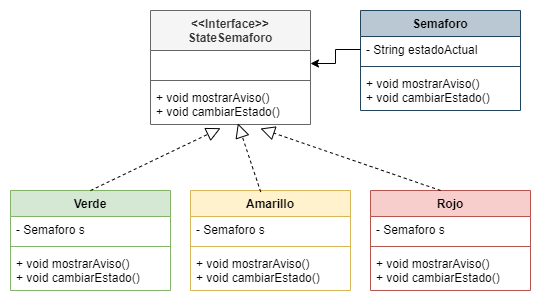 <<Interface>>
StateSemaforo
+ void mostrarAviso()
+ void cambiarEstado()
Semaforo
- String estadoActual
+ void mostrarAviso()
+ void cambiarEstado()
Verde
- Semaforo s
+ void mostrarAviso()
+ void cambiarEstado()
Amarillo
- Semaforo s
+ void mostrarAviso()
+ void cambiarEstado()
Rojo
- Semaforo s
+ void mostrarAviso()
+ void cambiarEstado()